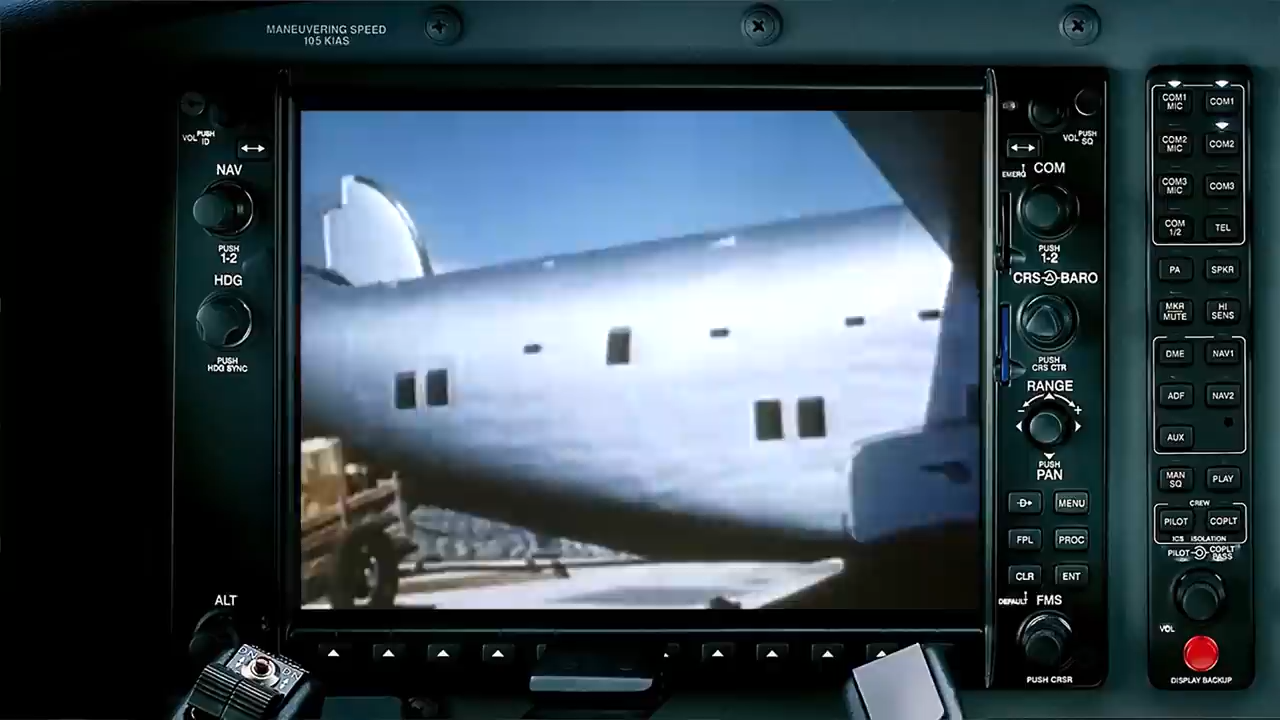 MANEUVERING SPEED
105 KIAS
VOL PUSH
ID
NAV
PUSH
1-2
HDG
PUSH
HDG SYNC
ALT
DN
DN
VOL PUSH
SQ
EMERG
COM
PUSH
1-2
CRS BARO
PUSH
CRS CTR
RANGE
- +
PUSH
PAN
D
MENU
FPL
PROC
CLR
ENT
DEFAULT
FMS
PUSH CRSR
COM1
MIC
COM1
COM2
MIC
COM2
COM3
MIC
COM3
COM
1/2
TEL
PA
SPKR
MKR
MUTE
HI
SENS
DME
NAV1
ADF
NAV2
AUX
MAN
SQ
PLAY
CREW
PILOT
COPLT
ICS ISOLATION
PILOT COPLT
PASS
VOL
DISPLAY BACKUP